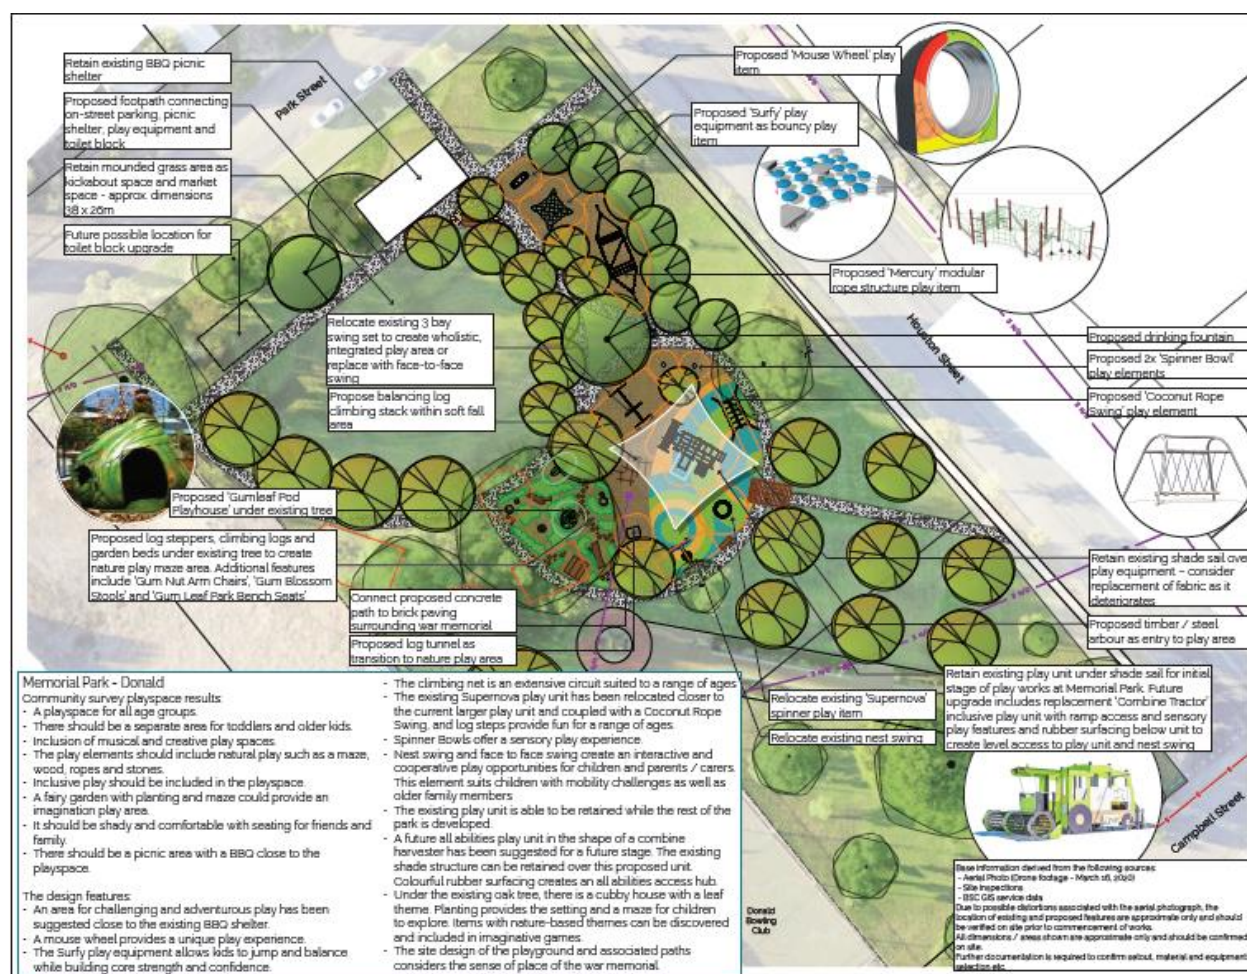 Retain existing BBQ picnic
shelter
Proposed footpath connecting
on-street parking, picnic
shelter, play equipment and
toilet block
Retain mounded grass area as
kickabout space and market
space - approx. dimensions
38 x 26m
Future possible location for
toilet block upgrade
Park Street
Proposed 'Mouse Wheel' play
item
Proposed 'Surfy' play
equipment as bouncy play
item
Proposed 'Mercury' modular
rope structure play item
Houston Street
Proposed drinking fountain
Proposed 2x 'Spinner Bowl'
play elements
Proposed 'Coconut Rope
Swing' play element
Relocate existing 3 bay
swing set to create wholistic,
integrated play area or
replace with face-to-face
swing
Propose balancing log
climbing stack within soft fall
area
Proposed 'Gumleaf Pod
Playhouse' under existing tree
Proposed log steppers, climbing logs and
garden beds under existing tree to create
nature play maze area. Additional features
include 'Gum Nut Arm Chairs', 'Gum Blossom
Stools' and 'Gum Leaf Park Bench Seats'
Connect proposed concrete
path to brick paving
surrounding war memorial
Proposed log tunnel as
transition to nature play area
Retain existing shade sail over
play equipment - consider
replacement of fabric as it
deteriorates
Proposed timber / steel
arbour as entry to play area
Relocate existing 'Supernova'
spinner play item
Relocate existing nest swing
Retain existing play unit under shade sail for initial
stage of play works at Memorial Park. Future
upgrade includes replacement 'Combine Tractor'
inclusive play unit with ramp access and sensory
play features and rubber surfacing below unit to
create level access to play unit and nest swing
Campbell Street
Donald
Bowling
Club
Memorial Park - Donald
Community survey playspace results:
- A playspace for all age groups.
- There should be a separate area for toddlers and older kids.
- Inclusion of musical and creative play spaces.
- The play elements should include natural play such as a maze,
wood, ropes and stones.
- Inclusive play should be included in the playspace.
- A fairy garden with planting and maze could provide an
imagination play area.
- It should be shady and comfortable with seating for friends and
family.
- There should be a picnic area with a BBQ close to the
playspace.
The design features:
- An area for challenging and adventurous play has been
suggested close to the existing BBQ shelter.
- A mouse wheel provides a unique play experience.
- The Surfy play equipment allows kids to jump and balance
while building core strength and confidence.
- The climbing net is an extensive circuit suited to a range of ages
- The existing Supernova play unit has been relocated closer to
the current larger play unit and coupled with a Coconut Rope
Swing, and log steps provide fun for a range of ages.
- Spinner Bowls offer a sensory play experience.
- Nest swing and face to face swing create an interactive and
cooperative play opportunities for children and parents / carers.
This element suits children with mobility challenges as well as
older family members
- The existing play unit is able to be retained while the rest of the
park is developed.
- A future all abilities play unit in the shape of a combine
harvester has been suggested for a future stage. The existing
shade structure can be retained over this proposed unit.
Colourful rubber surfacing creates an all abilities access hub.
- Under the existing oak tree, there is a cubby house with a leaf
theme. Planting provides the setting and a maze for children
to explore. Items with nature-based themes can be discovered
and included in imaginative games.
- The site design of the playground and associated paths
considers the sense of place of the war memorial.
Base information derived from the following sources:
- Aerial Photo (Drone footage - March 16, 2020)
- Site Inspections
- BSC GIS service data
Due to possible distortions associated with the aerial photograph, the
location of existing and proposed features are approximate only and should
be verified on site prior to commencement of works.
All dimensions / areas shown are approximate only and should be confirmed
on site.
Further documentation is required to confirm setout, material and equipment
selection etc.